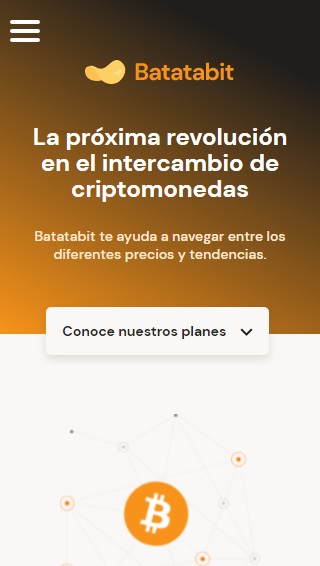 Batatabit
La próxima revolución
en el intercambio de
criptomonedas
Batatabit te ayuda a navegar entre los
diferentes precios y tendencias.
Conoce nuestros planes